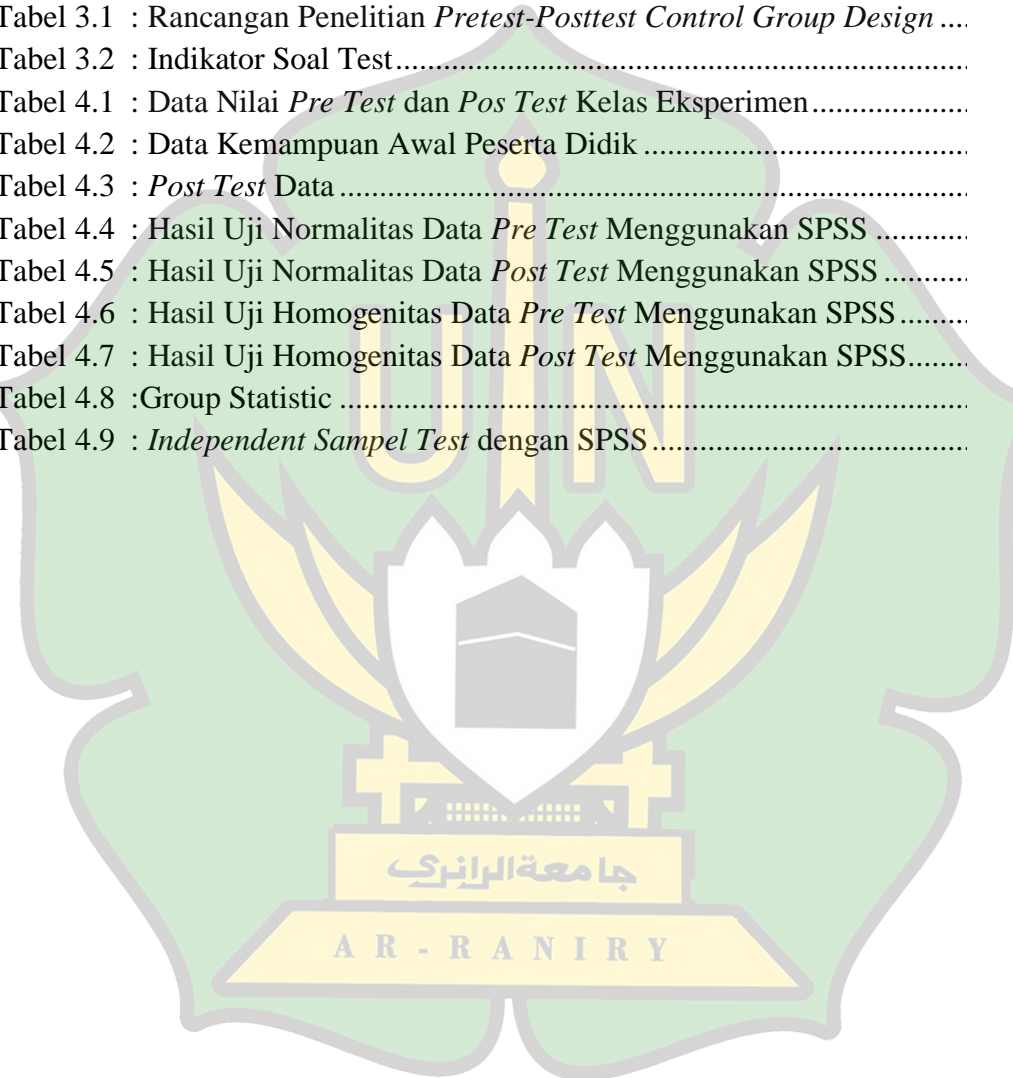 Tabel 3.1 : Rancangan Penelitian Pretest-Posttest Control Group Design ....
Tabel 3.2 : Indikator Soal Test.......................................................................
Tabel 4.1 : Data Nilai Pre Test dan Pos Test Kelas Eksperimen....................
Tabel 4.2 : Data Kemampuan Awal Peserta Didik ........................................
Tabel 4.3 : Post Test Data ..............................................................................
Tabel 4.4 : Hasil Uji Normalitas Data Pre Test Menggunakan SPSS ............
Tabel 4.5 : Hasil Uji Normalitas Data Post Test Menggunakan SPSS ...........
Tabel 4.6 : Hasil Uji Homogenitas Data Pre Test Menggunakan SPSS.........
Tabel 4.7 : Hasil Uji Homogenitas Data Post Test Menggunakan SPSS.......
Tabel 4.8 :Group Statistic ..............................................................................
Tabel 4.9 : Independent Sampel Test dengan SPSS.......................................
UIN
جامعة الرانري
AR-RANIRY